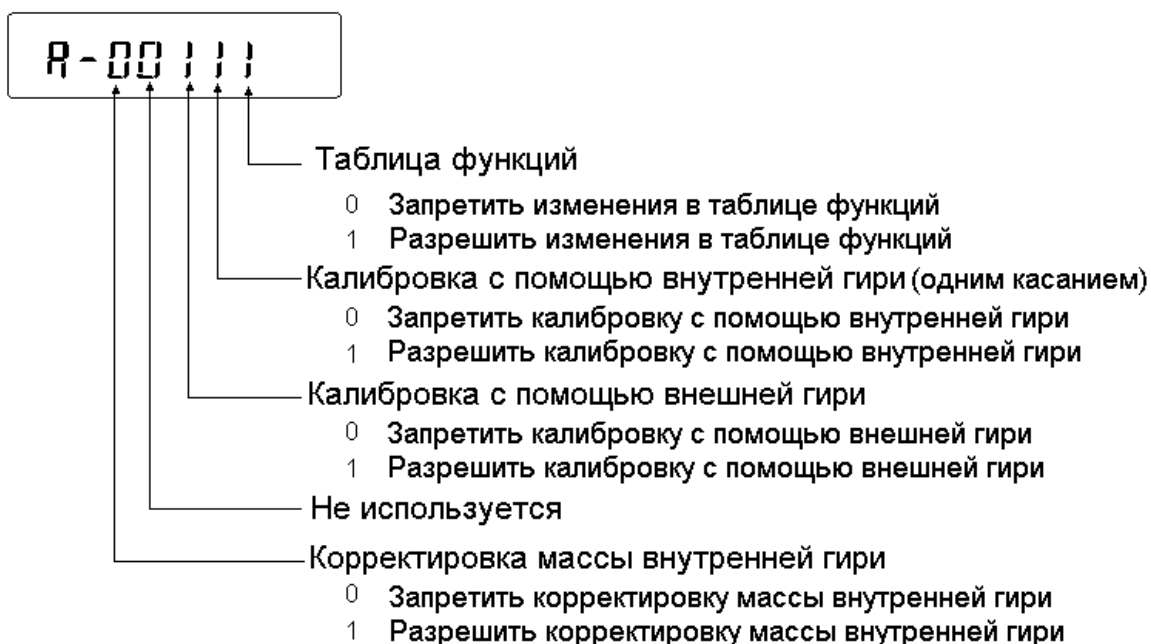 A-00111
Таблица функций
0 Запретить изменения в таблице функций
1 Разрешить изменения в таблице функций
Калибровка с помощью внутренней гири (одним касанием)
0 Запретить калибровку с помощью внутренней гири
1 Разрешить калибровку с помощью внутренней гири
Калибровка с помощью внешней гири
0 Запретить калибровку с помощью внешней гири
1 Разрешить калибровку с помощью внешней гири
Не используется
Корректировка массы внутренней гири
0 Запретить корректировку массы внутренней гири
1 Разрешить корректировку массы внутренней гири